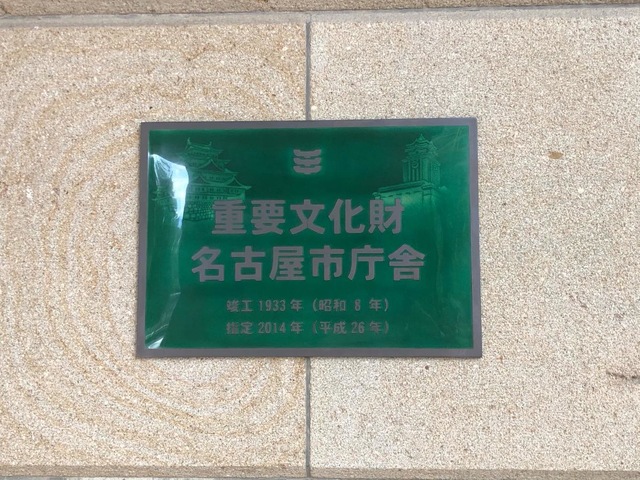 重要文化財
名古屋市庁舎
竣工 1933 年（昭和 8 年）
指定 2014 年（平成 26 年）